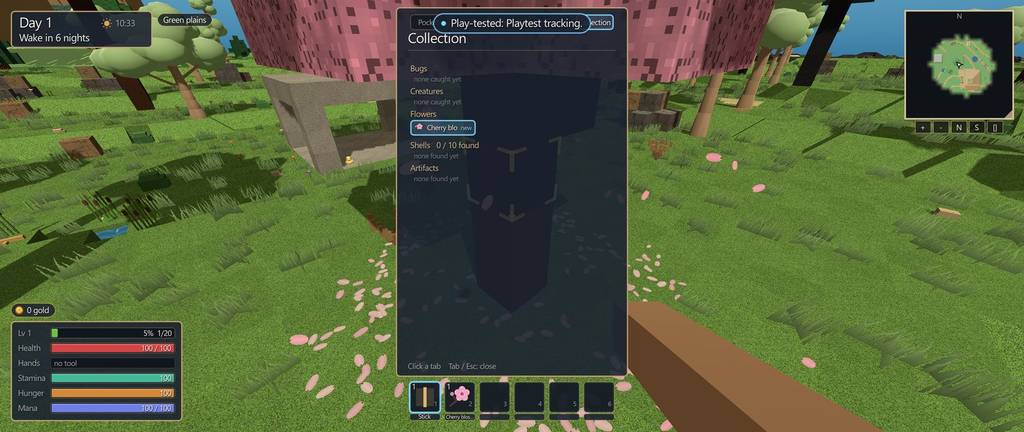 Day 1
10:33
Wake in 6 nights
Green plains
Play-tested: Playtest tracking.
Collection
Bugs
none caught yet
Creatures
none caught yet
Flowers
Cherry blo new
Shells 0 / 10 found
none found yet
Artifacts
none found yet
Click a tab Tab / Esc: close
N
+ - N S []
0 gold
Lv 1 5% 1/20
Health 100 / 100
Hands no tool
Stamina 100
Hunger 100
Mana 100 / 100
1 1 1 2 3 4 5 6
Stick Cherry blos